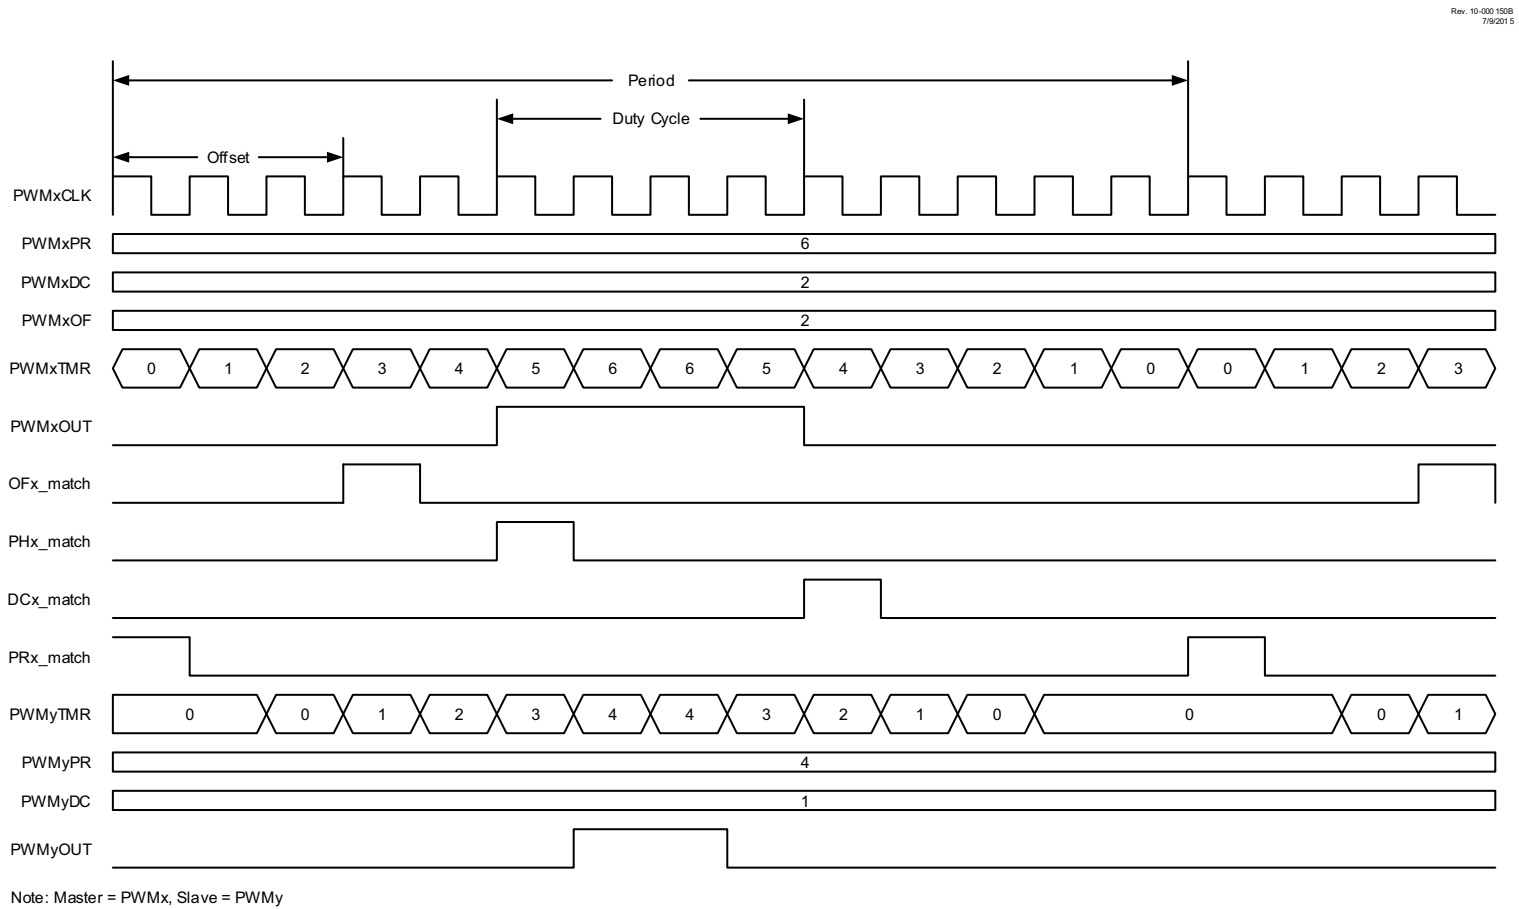 Rev. 10-000 150B
7/9/201 5
Period
Duty Cycle
Offset
PWMxCLK
PWMxPR 6
PWMxDC 2
PWMxOF 2
PWMxTMR 0 1 2 3 4 5 6 6 5 4 3 2 1 0 0 1 2 3
PWMxOUT
OFx_match
PHx_match
DCx_match
PRx_match
PWMyTMR 0 0 1 2 3 4 4 3 2 1 0 0 0 1
PWMyPR 4
PWMyDC 1
PWMyOUT
Note: Master = PWMx, Slave = PWMy